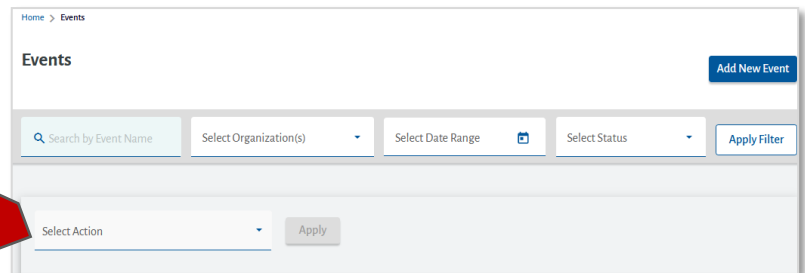 Home > Events
Events
Add New Event
Search by Event Name
Select Organization(s)
Select Date Range
Select Status
Apply Filter
Select Action
Apply